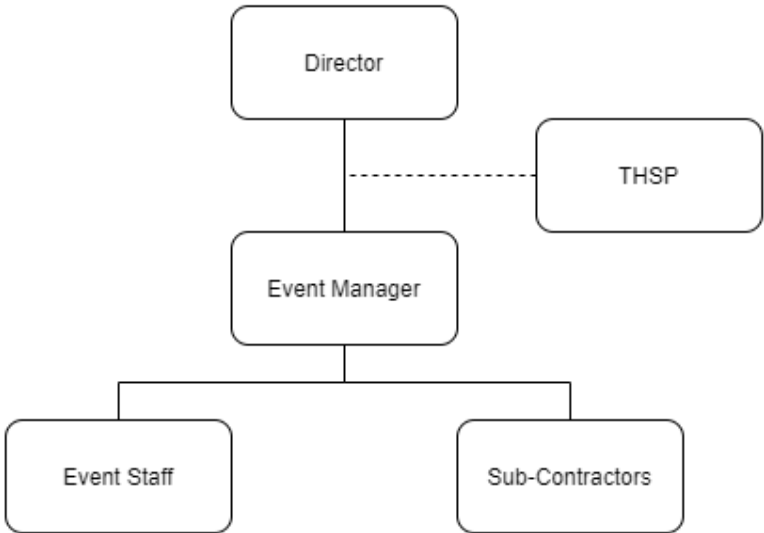 Director
THSP
Event Manager
Event Staff
Sub-Contractors